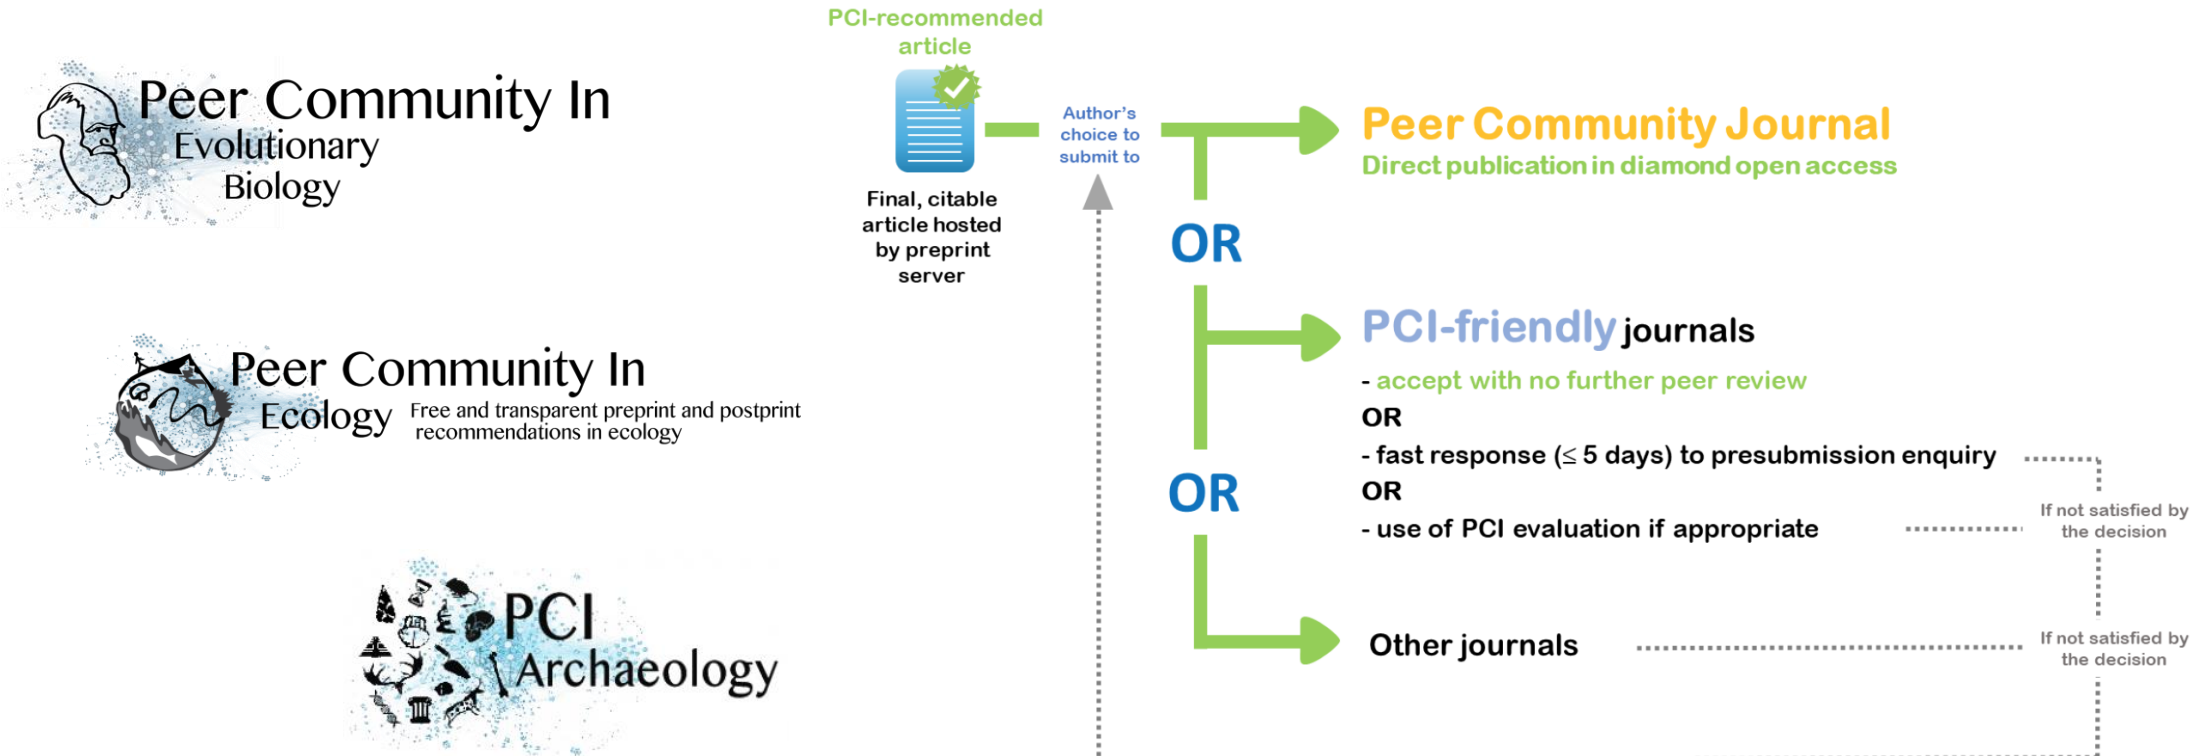 Peer Community In
Evolutionary
Biology
Peer Community In
Ecology
Free and transparent preprint and postprint
recommendations in ecology
PCI
Archaeology
PCI-recommended
article
Final, citable
article hosted
by preprint
server
Author's
choice to
submit to
OR
OR
Peer Community Journal
Direct publication in diamond open access
PCI-friendly journals
- accept with no further peer review
OR
- fast response (≤ 5 days) to presubmission enquiry
OR
- use of PCI evaluation if appropriate
If not satisfied by
the decision
Other journals
If not satisfied by
the decision